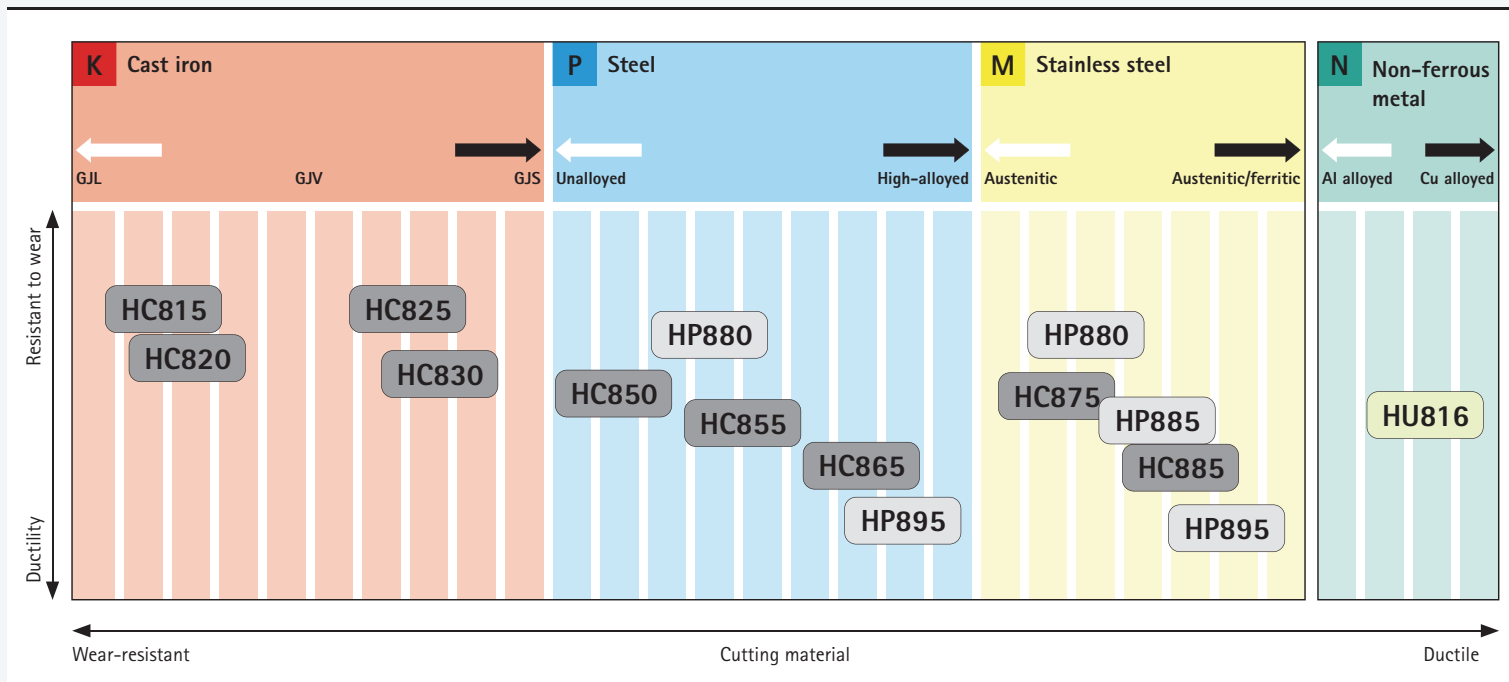 K Cast iron
P Steel
M Stainless steel
N Non-ferrous
metal
GJL GJV GJS
Unalloyed High-alloyed
Austenitic Austenitic/ferritic
Al alloyed Cu alloyed
Resistant to wear
Ductility
HC815
HC820
HC825
HC830
HP880
HC850
HC855
HC865
HP895
HP880
HC875
HP885
HC885
HP895
HU816
Wear-resistant Cutting material Ductile